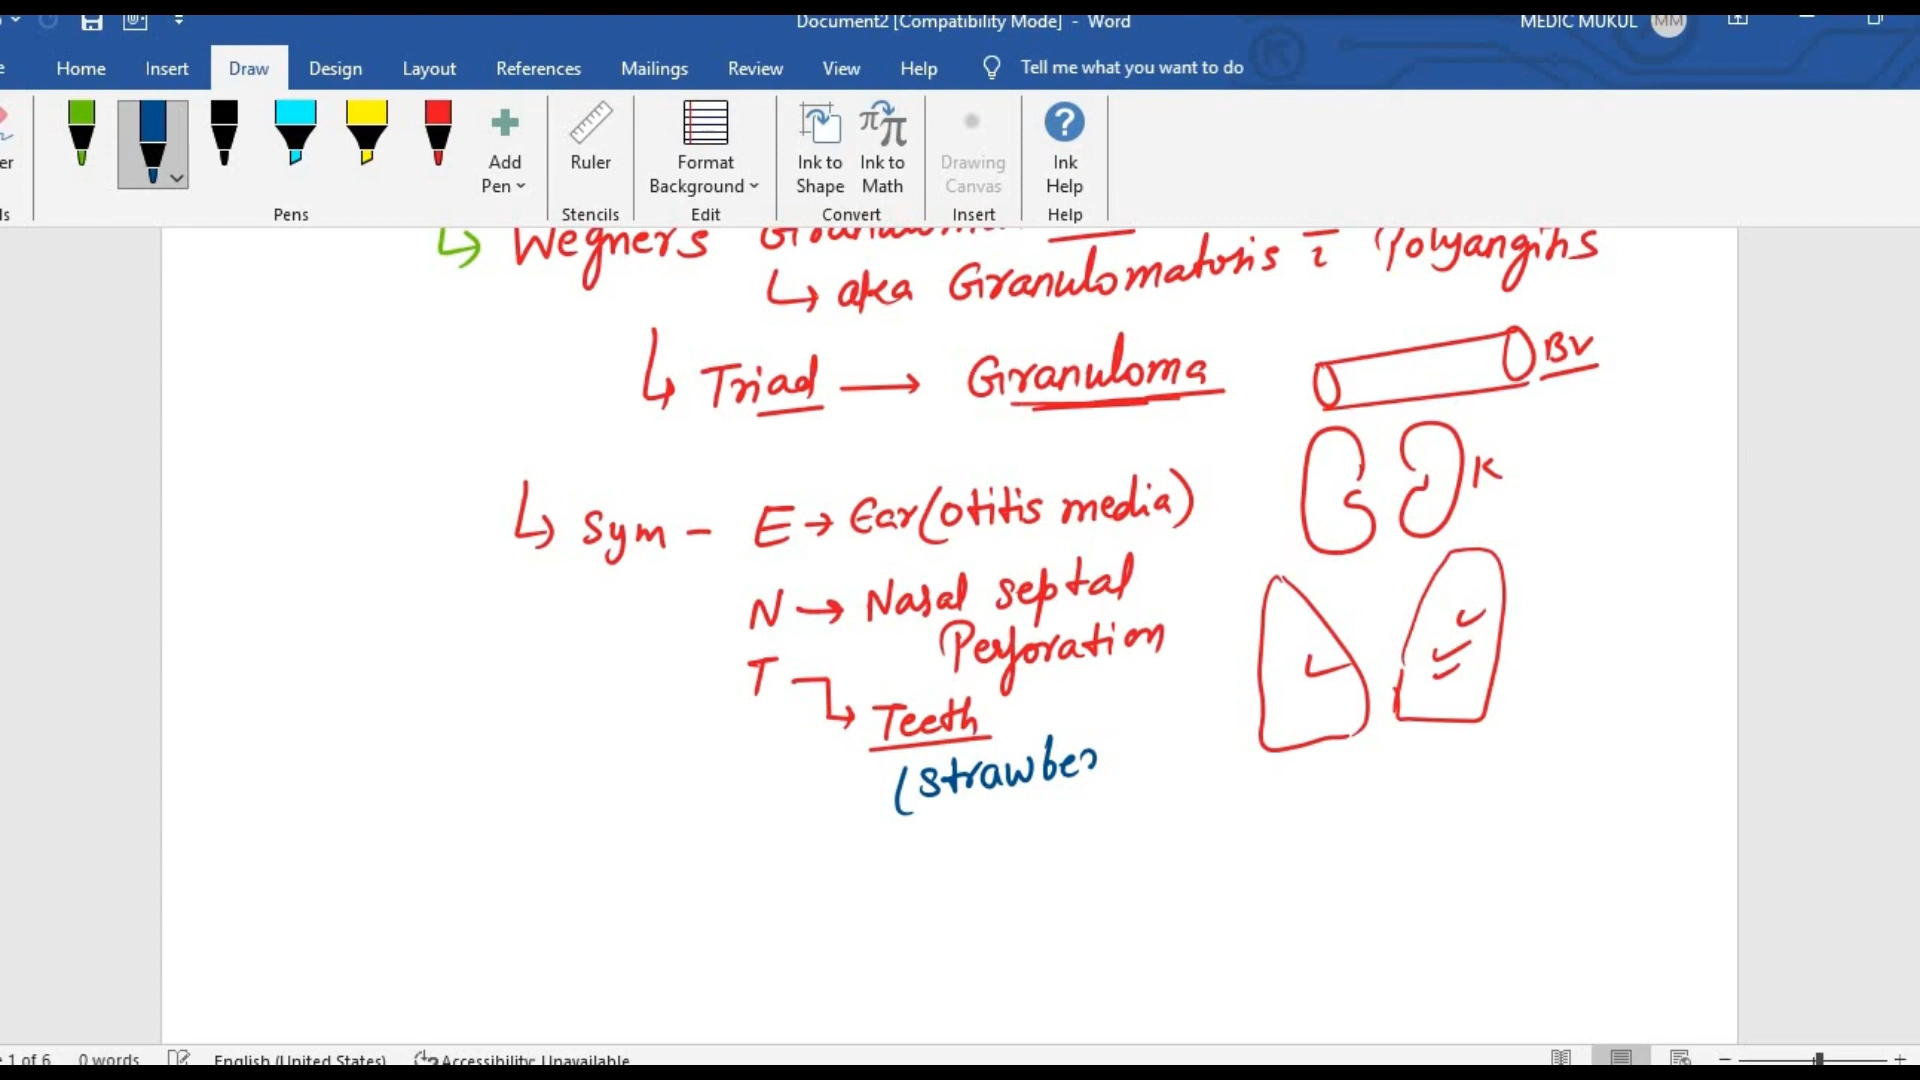 Document2 [Compatibility Mode] - Word
MEDIC MUKUL
MM
Home
Insert
Draw
Design
Layout
References
Mailings
Review
View
Help
Tell me what you want to do
Add Pen
Ruler
Format Background
Ink to Shape
Ink to Math
Drawing Canvas
Ink Help
Pens
Stencils
Edit
Convert
Insert
Help
Wegners
aka Granulomatosis c̄ Polyangitis
Triad → Granuloma
BV
K
Sym - E → Ear (Otitis media)
N → Nasal septal
Perforation
T
Teeth
(Strawbe
1 of 6
0 words
English (United States)
Accessibility: Unavailable